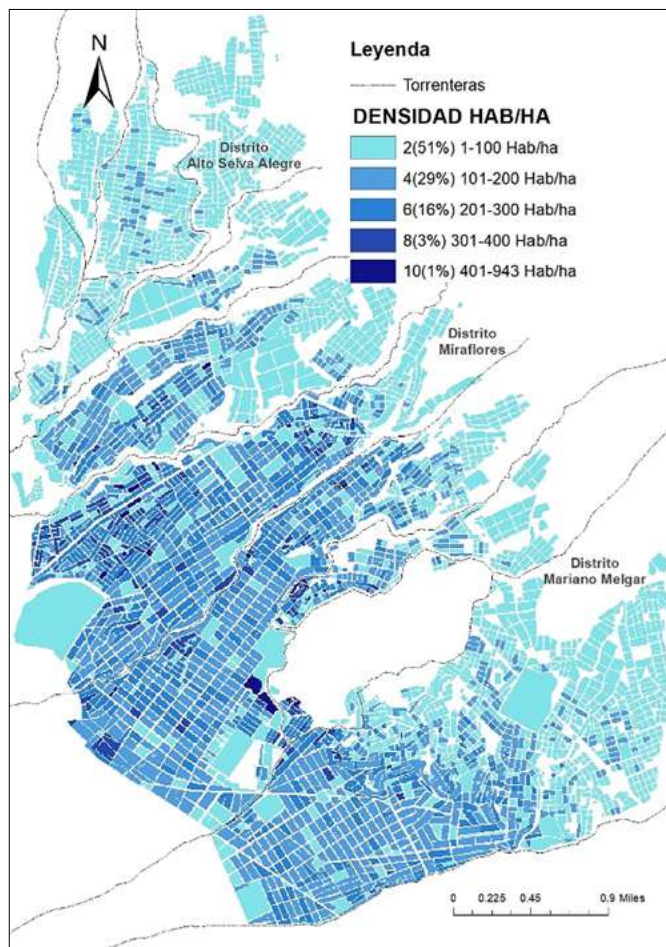 N
Leyenda
Torrenteras
DENSIDAD HAB/HA
2(51%) 1-100 Hab/ha
4(29%) 101-200 Hab/ha
6(16%) 201-300 Hab/ha
8(3%) 301-400 Hab/ha
10(1%) 401-943 Hab/ha
Distrito
Alto Selva Alegre
Distrito
Miraflores
Distrito
Mariano Melgar
0 0.225 0.45 0.9 Miles